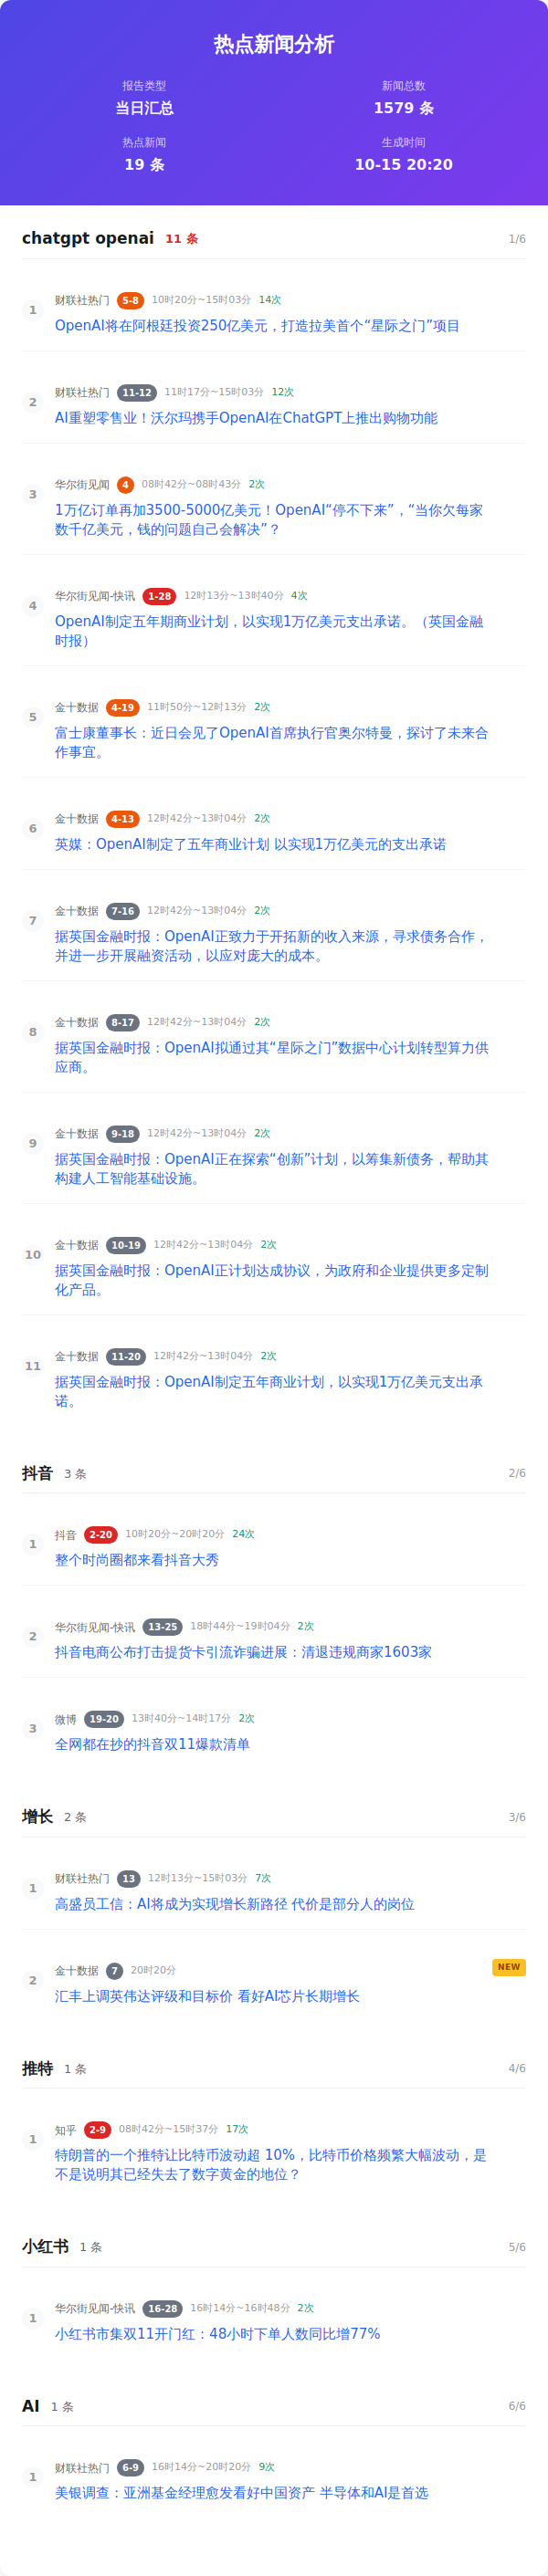 热点新闻分析
报告类型
新闻总数
当日汇总
1579 条
热点新闻
生成时间
19 条
10-15 20:20
chatgpt openai 11 条 1/6
1 财联社热门 5-8 10时20分~15时03分 14次
OpenAI将在阿根廷投资250亿美元，打造拉美首个“星际之门”项目
2 财联社热门 11-12 11时17分~15时03分 12次
AI重塑零售业！沃尔玛携手OpenAI在ChatGPT上推出购物功能
3 华尔街见闻 4 08时42分~08时43分 2次
1万亿订单再加3500-5000亿美元！OpenAI“停不下来”，“当你欠每家
数千亿美元，钱的问题自己会解决”？
4 华尔街见闻-快讯 1-28 12时13分~13时40分 4次
OpenAI制定五年期商业计划，以实现1万亿美元支出承诺。（英国金融
时报）
5 金十数据 4-19 11时50分~12时13分 2次
富士康董事长：近日会见了OpenAI首席执行官奥尔特曼，探讨了未来合
作事宜。
6 金十数据 4-13 12时42分~13时04分 2次
英媒：OpenAI制定了五年商业计划 以实现1万亿美元的支出承诺
7 金十数据 7-16 12时42分~13时04分 2次
据英国金融时报：OpenAI正致力于开拓新的收入来源，寻求债务合作，
并进一步开展融资活动，以应对庞大的成本。
8 金十数据 8-17 12时42分~13时04分 2次
据英国金融时报：OpenAI拟通过其“星际之门”数据中心计划转型算力供
应商。
9 金十数据 9-18 12时42分~13时04分 2次
据英国金融时报：OpenAI正在探索“创新”计划，以筹集新债务，帮助其
构建人工智能基础设施。
10 金十数据 10-19 12时42分~13时04分 2次
据英国金融时报：OpenAI正计划达成协议，为政府和企业提供更多定制
化产品。
11 金十数据 11-20 12时42分~13时04分 2次
据英国金融时报：OpenAI制定五年商业计划，以实现1万亿美元支出承
诺。
抖音 3 条 2/6
1 抖音 2-20 10时20分~20时20分 24次
整个时尚圈都来看抖音大秀
2 华尔街见闻-快讯 13-25 18时44分~19时04分 2次
抖音电商公布打击提货卡引流诈骗进展：清退违规商家1603家
3 微博 19-20 13时40分~14时17分 2次
全网都在抄的抖音双11爆款清单
增长 2 条 3/6
1 财联社热门 13 12时13分~15时03分 7次
高盛员工信：AI将成为实现增长新路径 代价是部分人的岗位
2 金十数据 7 20时20分 NEW
汇丰上调英伟达评级和目标价 看好AI芯片长期增长
推特 1 条 4/6
1 知乎 2-9 08时42分~15时37分 17次
特朗普的一个推特让比特币波动超 10%，比特币价格频繁大幅波动，是
不是说明其已经失去了数字黄金的地位？
小红书 1 条 5/6
1 华尔街见闻-快讯 16-28 16时14分~16时48分 2次
小红书市集双11开门红：48小时下单人数同比增77%
AI 1 条 6/6
1 财联社热门 6-9 16时14分~20时20分 9次
美银调查：亚洲基金经理愈发看好中国资产 半导体和AI是首选